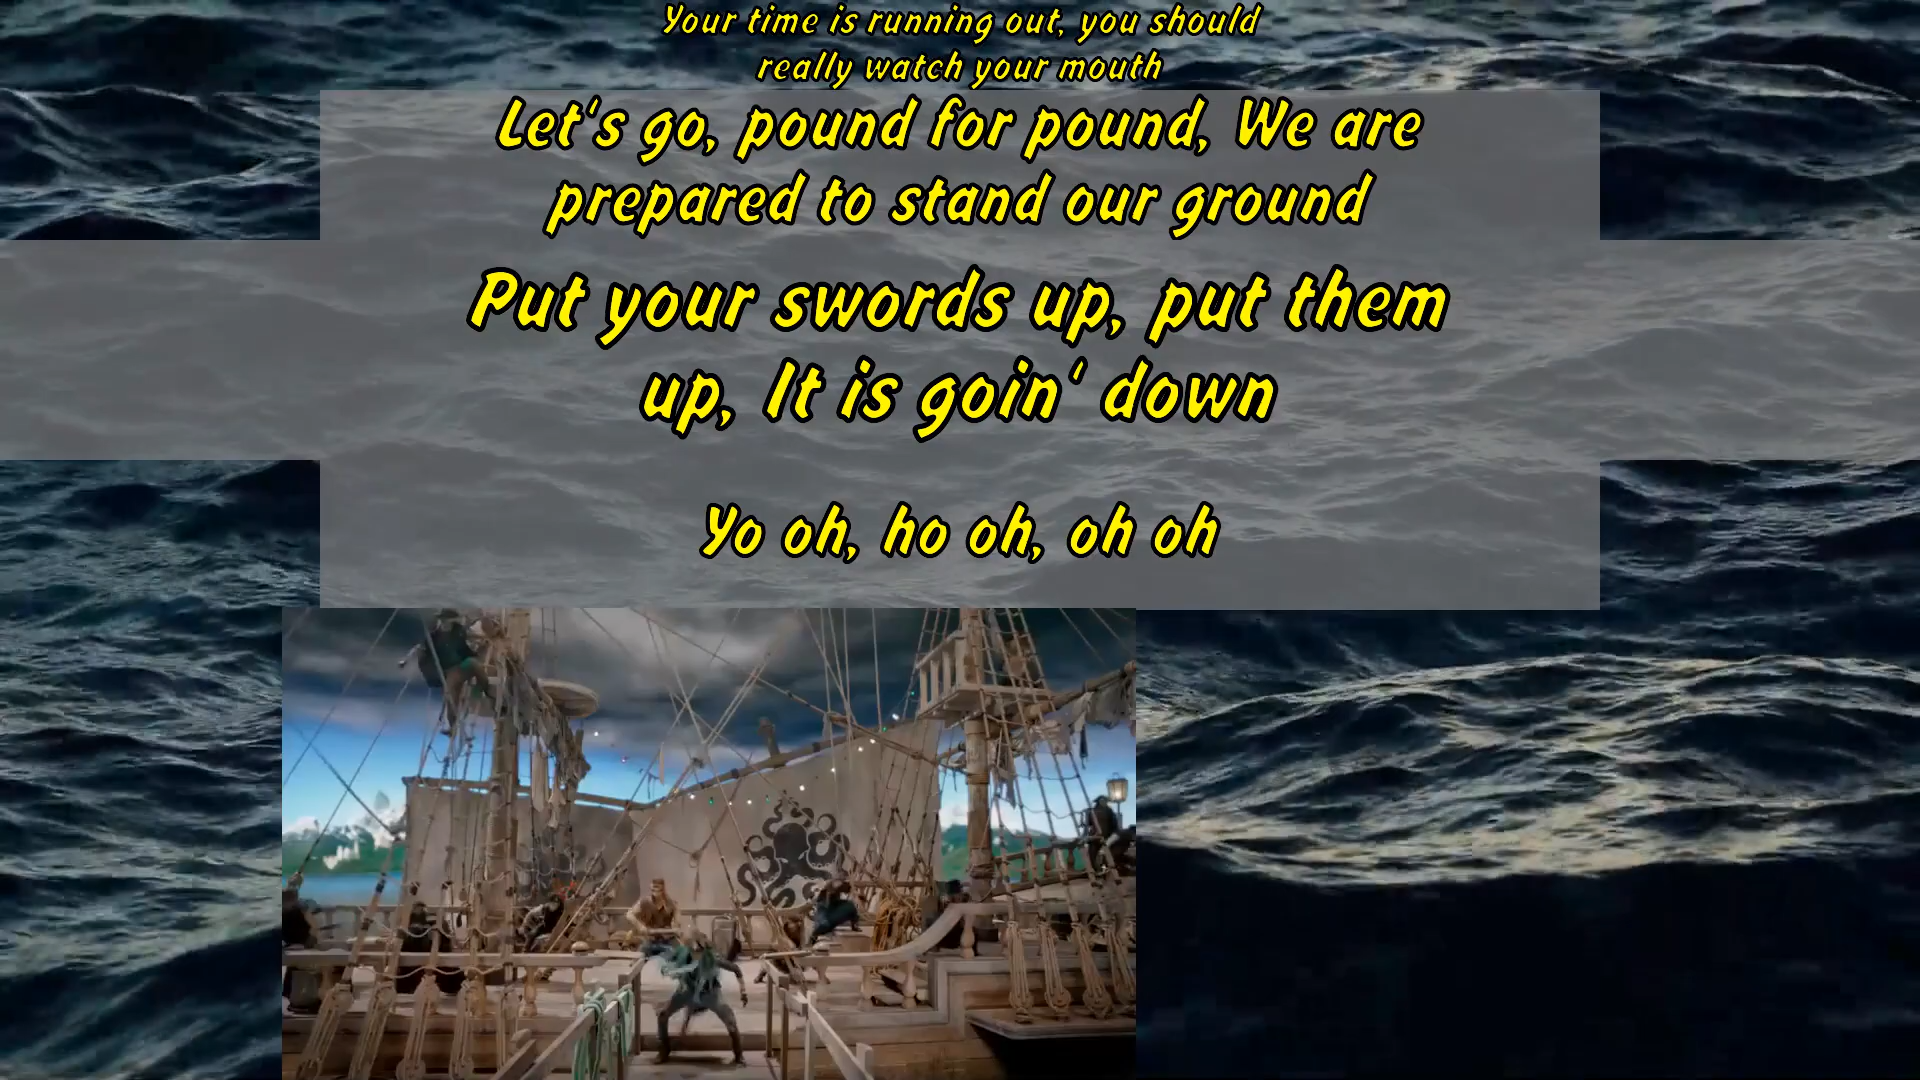 Your time is running out, you should
really watch your mouth
Let's go, pound for pound, We are
prepared to stand our ground
Put your swords up, put them
up, It is goin' down
Yo oh, ho oh, oh oh